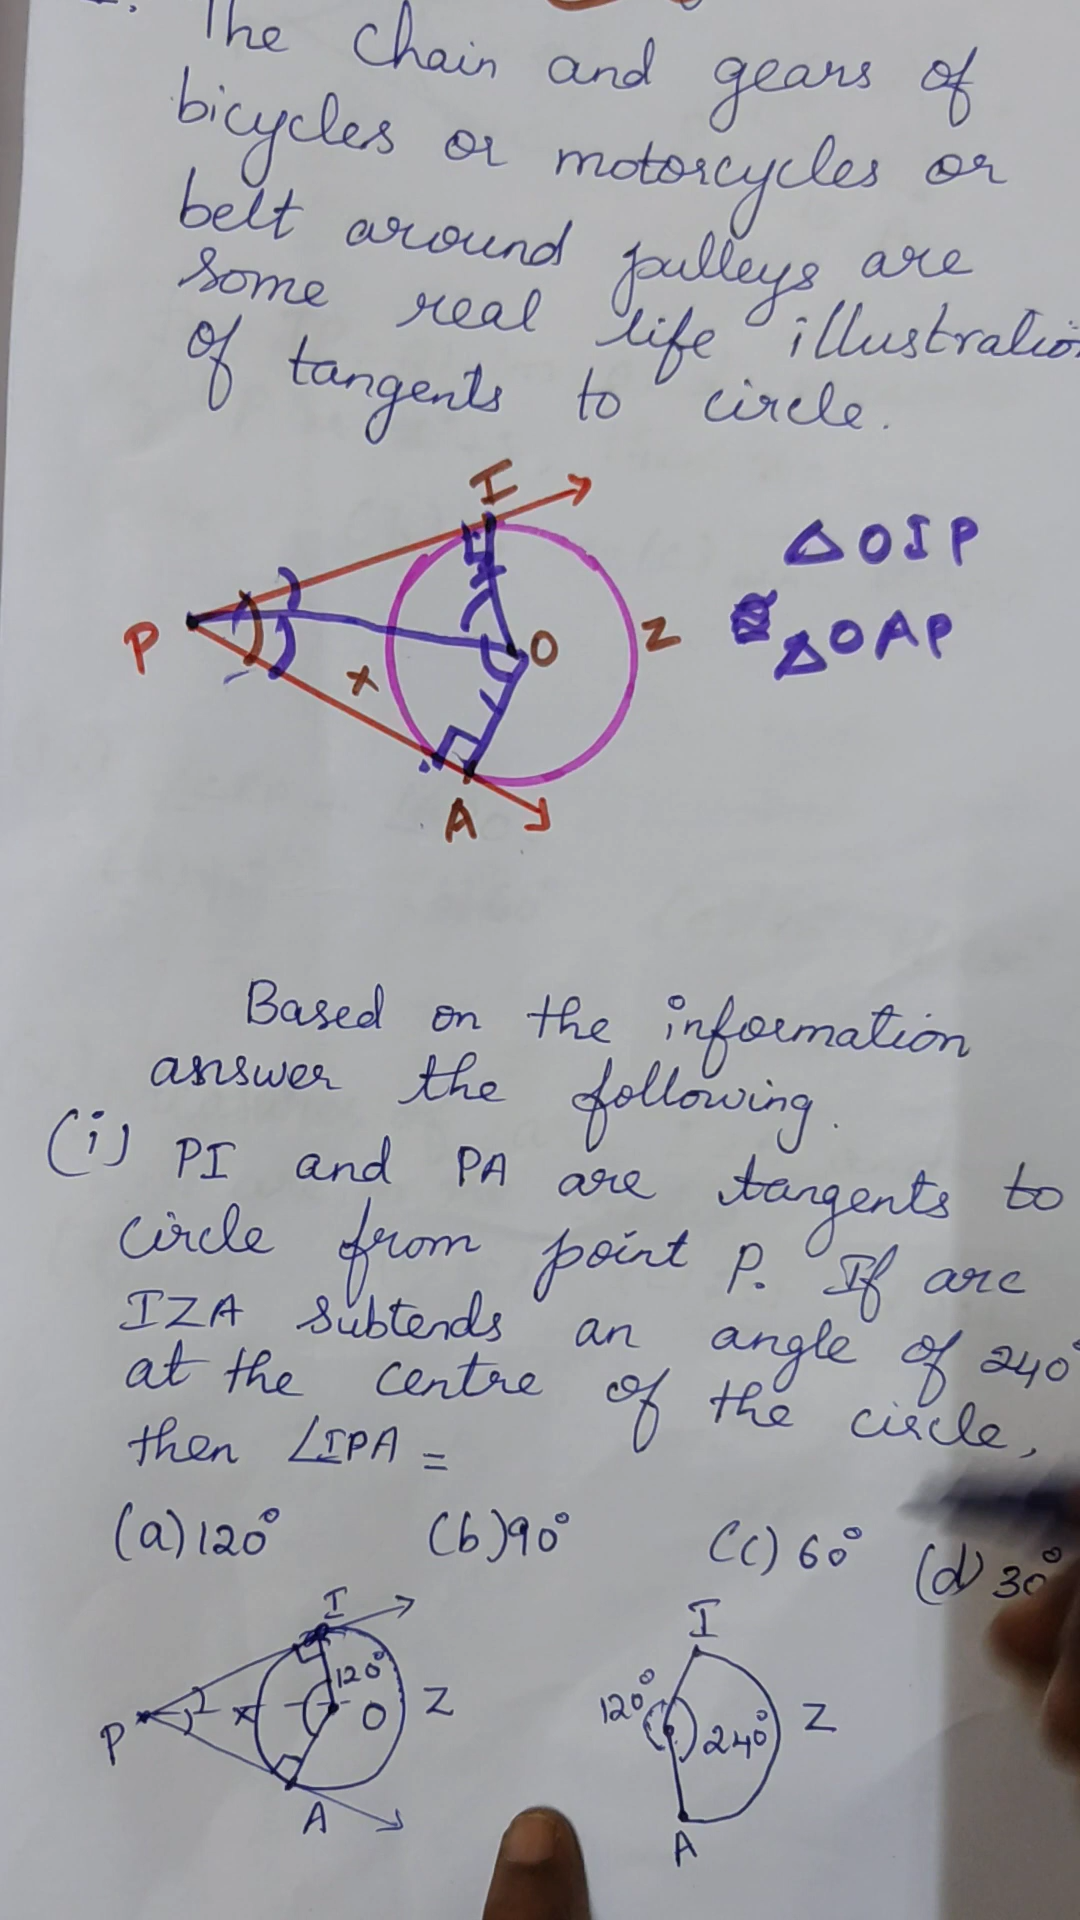 The chain and gears of
bicycles or motorcycles or
belt around pulleys are
some real life illustration
of tangents to circle.
I
△OIP
P
O
Z
△OAP
x
A
Based on the information
answer the following.
(i) PI and PA are tangents to
circle from point P. If arc
IZA subtends an angle of 240°
at the centre of the circle,
then ∠IPA =
(a) 120° (b) 90° (c) 60° (d) 30°
I
120°
P
x
O
Z
A
I
120°
240°
Z
A